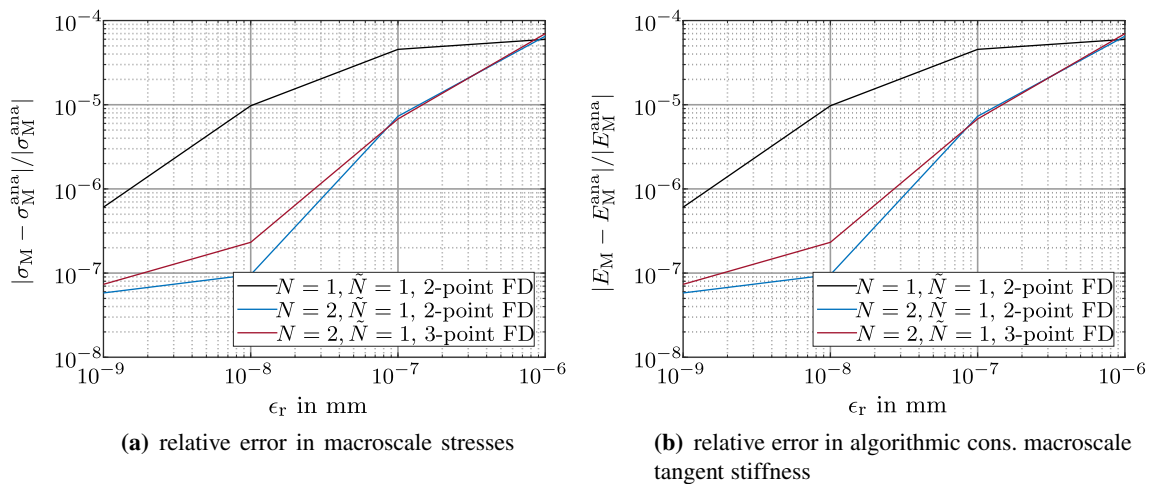 10⁻⁴
10⁻⁵
10⁻⁶
10⁻⁷
10⁻⁸
|σ_M − σ_M^ana|/|σ_M^ana|
N = 1, Ñ = 1, 2-point FD
N = 2, Ñ = 1, 2-point FD
N = 2, Ñ = 1, 3-point FD
10⁻⁹ 10⁻⁸ 10⁻⁷ 10⁻⁶
ϵ_r in mm
(a) relative error in macroscale stresses
10⁻⁴
10⁻⁵
10⁻⁶
10⁻⁷
10⁻⁸
|E_M − E_M^ana|/|E_M^ana|
N = 1, Ñ = 1, 2-point FD
N = 2, Ñ = 1, 2-point FD
N = 2, Ñ = 1, 3-point FD
10⁻⁹ 10⁻⁸ 10⁻⁷ 10⁻⁶
ϵ_r in mm
(b) relative error in algorithmic cons. macroscale
tangent stiffness